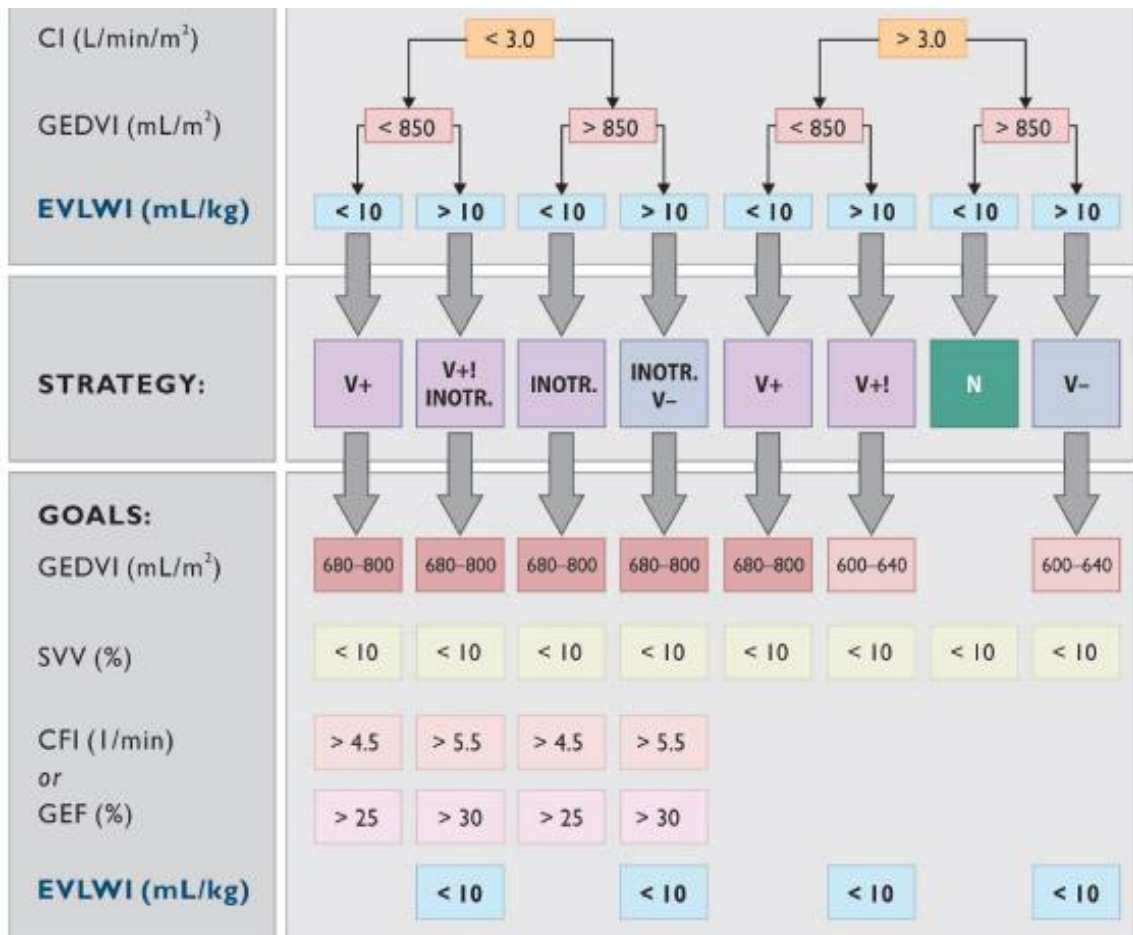 CI (L/min/m²) < 3.0 > 3.0
GEDVI (mL/m²) < 850 > 850 < 850 > 850
EVLWI (mL/kg) < 10 > 10 < 10 > 10 < 10 > 10 < 10 > 10
STRATEGY: V+ V+! INOTR. INOTR. INOTR. V– V+ V+! N V–
GOALS:
GEDVI (mL/m²) 680–800 680–800 680–800 680–800 680–800 600–640 600–640
SVV (%) < 10 < 10 < 10 < 10 < 10 < 10 < 10 < 10
CFI (1/min) > 4.5 > 5.5 > 4.5 > 5.5
or
GEF (%) > 25 > 30 > 25 > 30
EVLWI (mL/kg) < 10 < 10 < 10 < 10